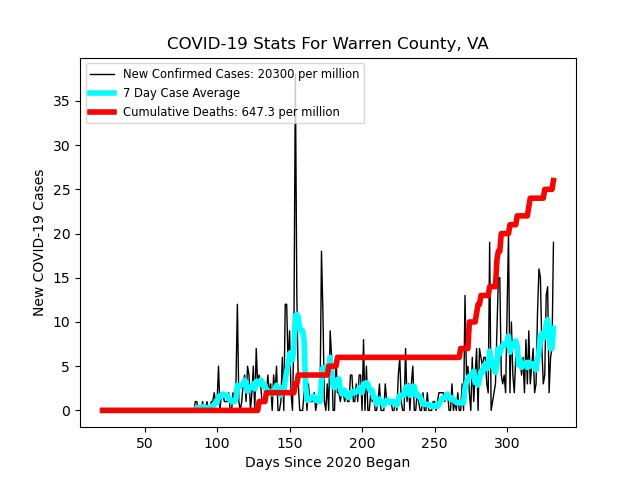 COVID-19 Stats For Warren County, VA
New Confirmed Cases: 20300 per million
7 Day Case Average
Cumulative Deaths: 647.3 per million
35
30
25
20
15
10
5
0
New COVID-19 Cases
50 100 150 200 250 300
Days Since 2020 Began